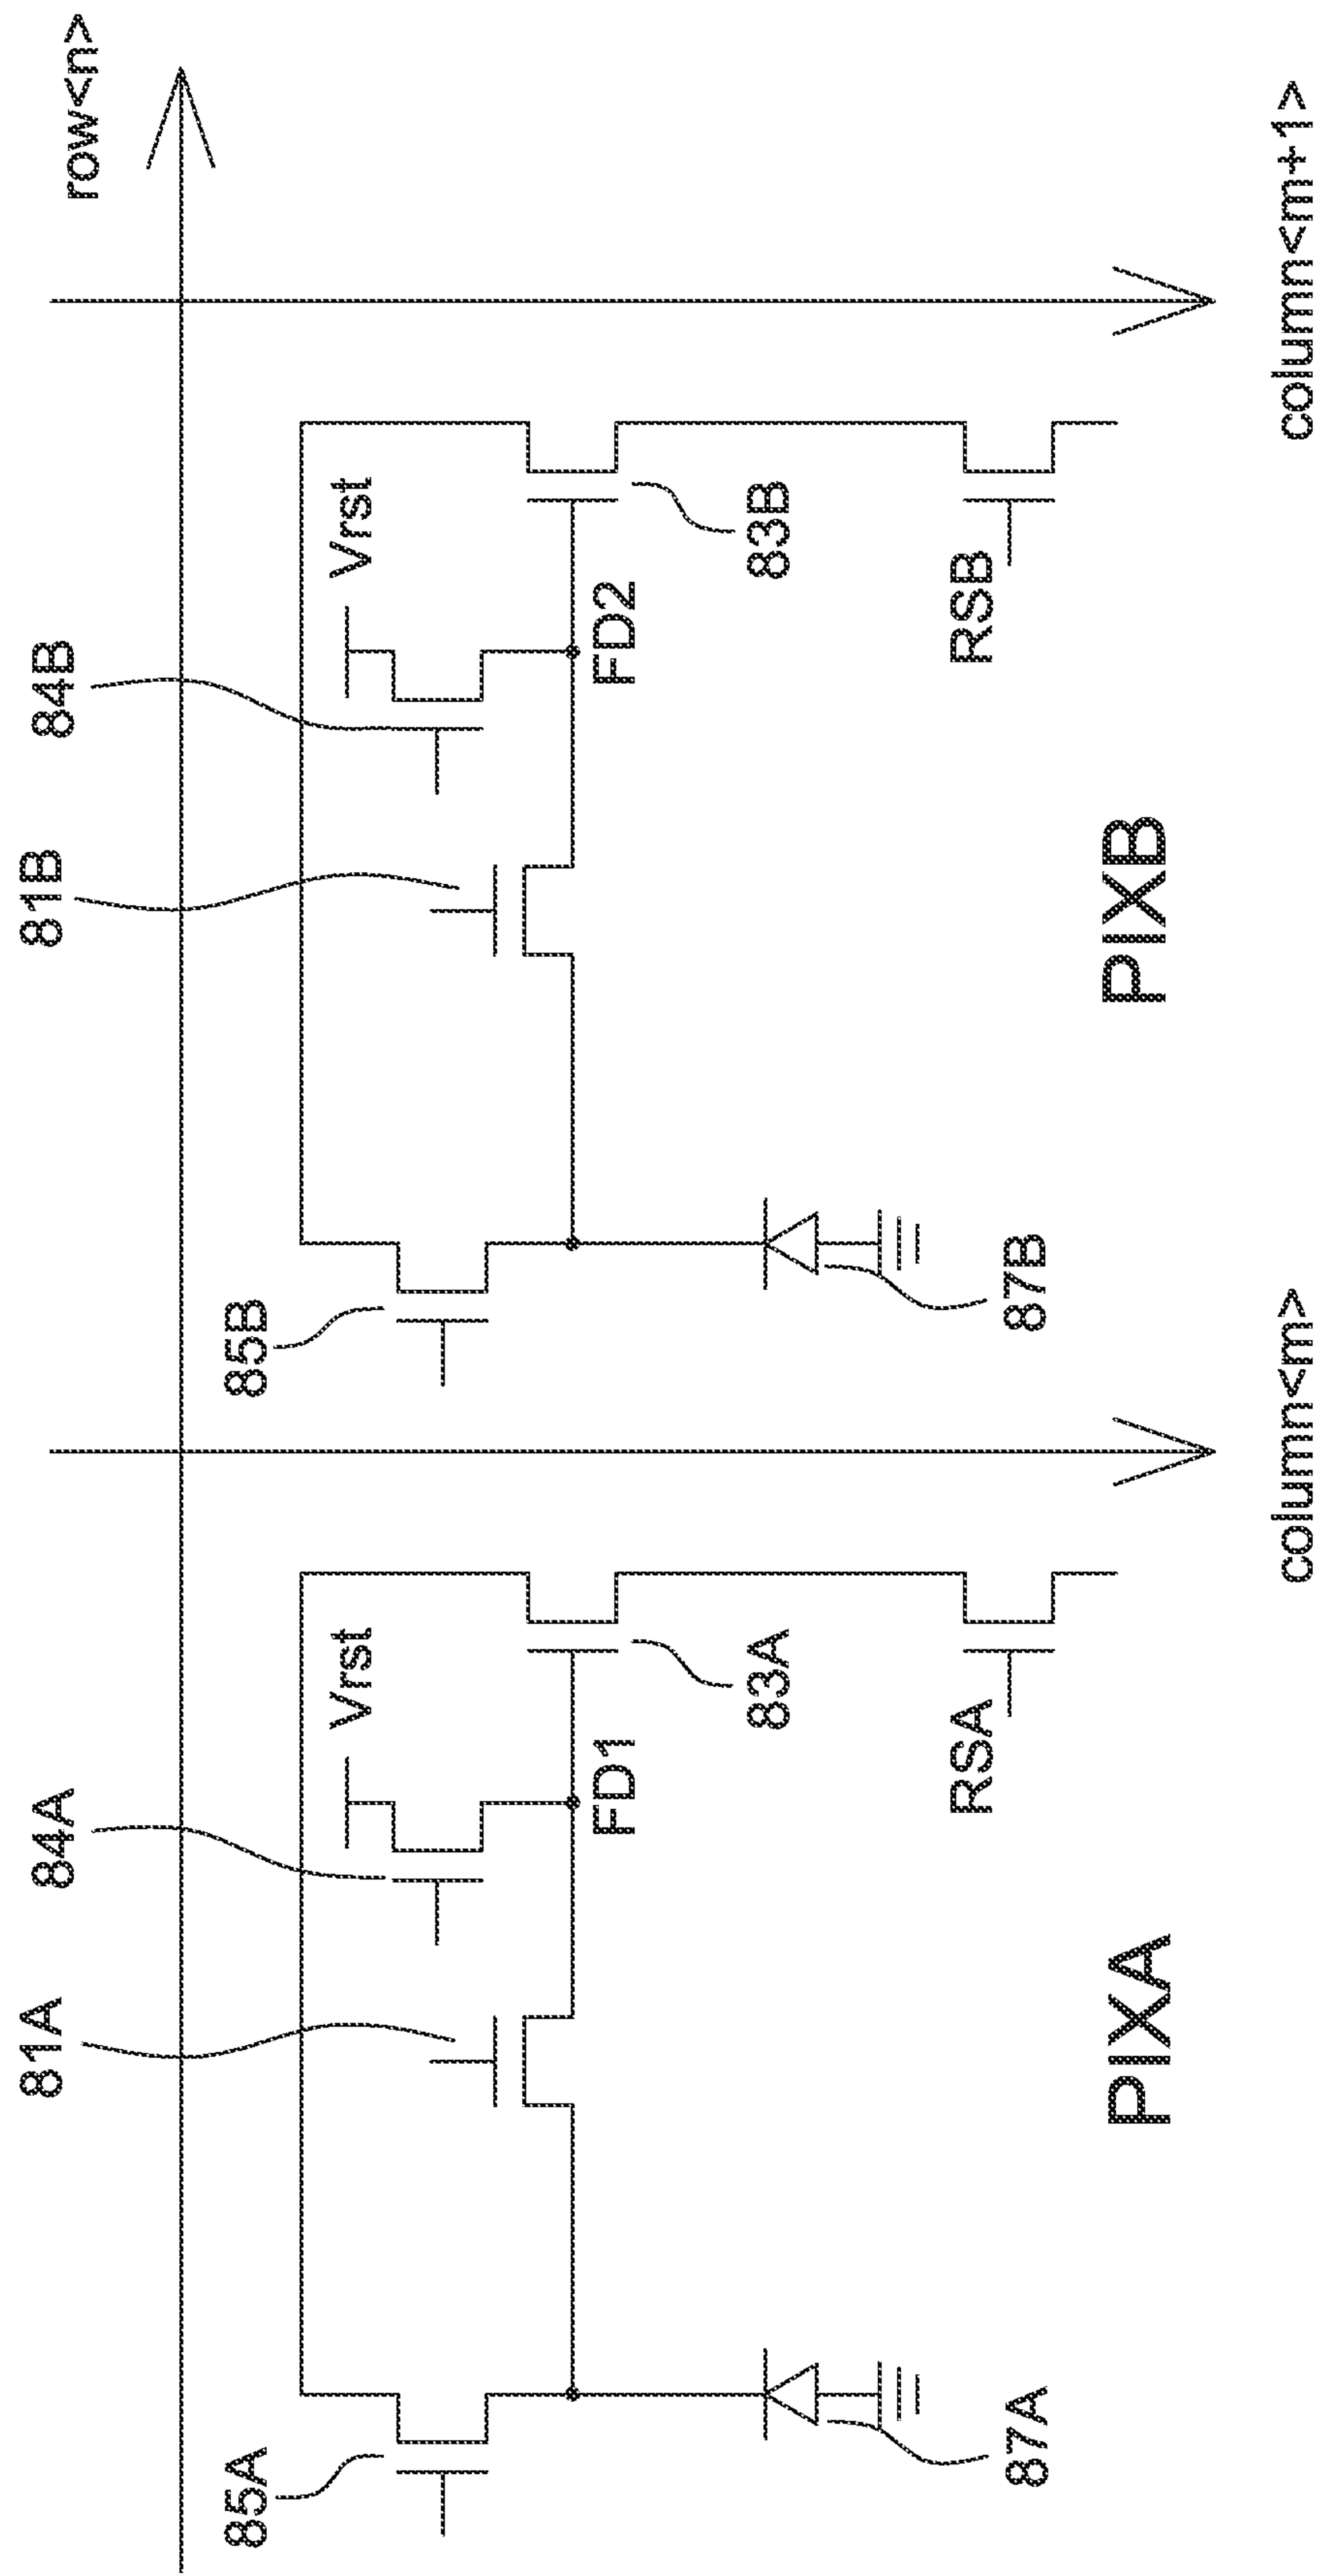 81A 84A 81B 84B row<n>
85A 85B
Vrst Vrst
FD1 FD2
83A 83B
RSA RSB
87A 87B
PIXA PIXB
column<m> column<m+1>